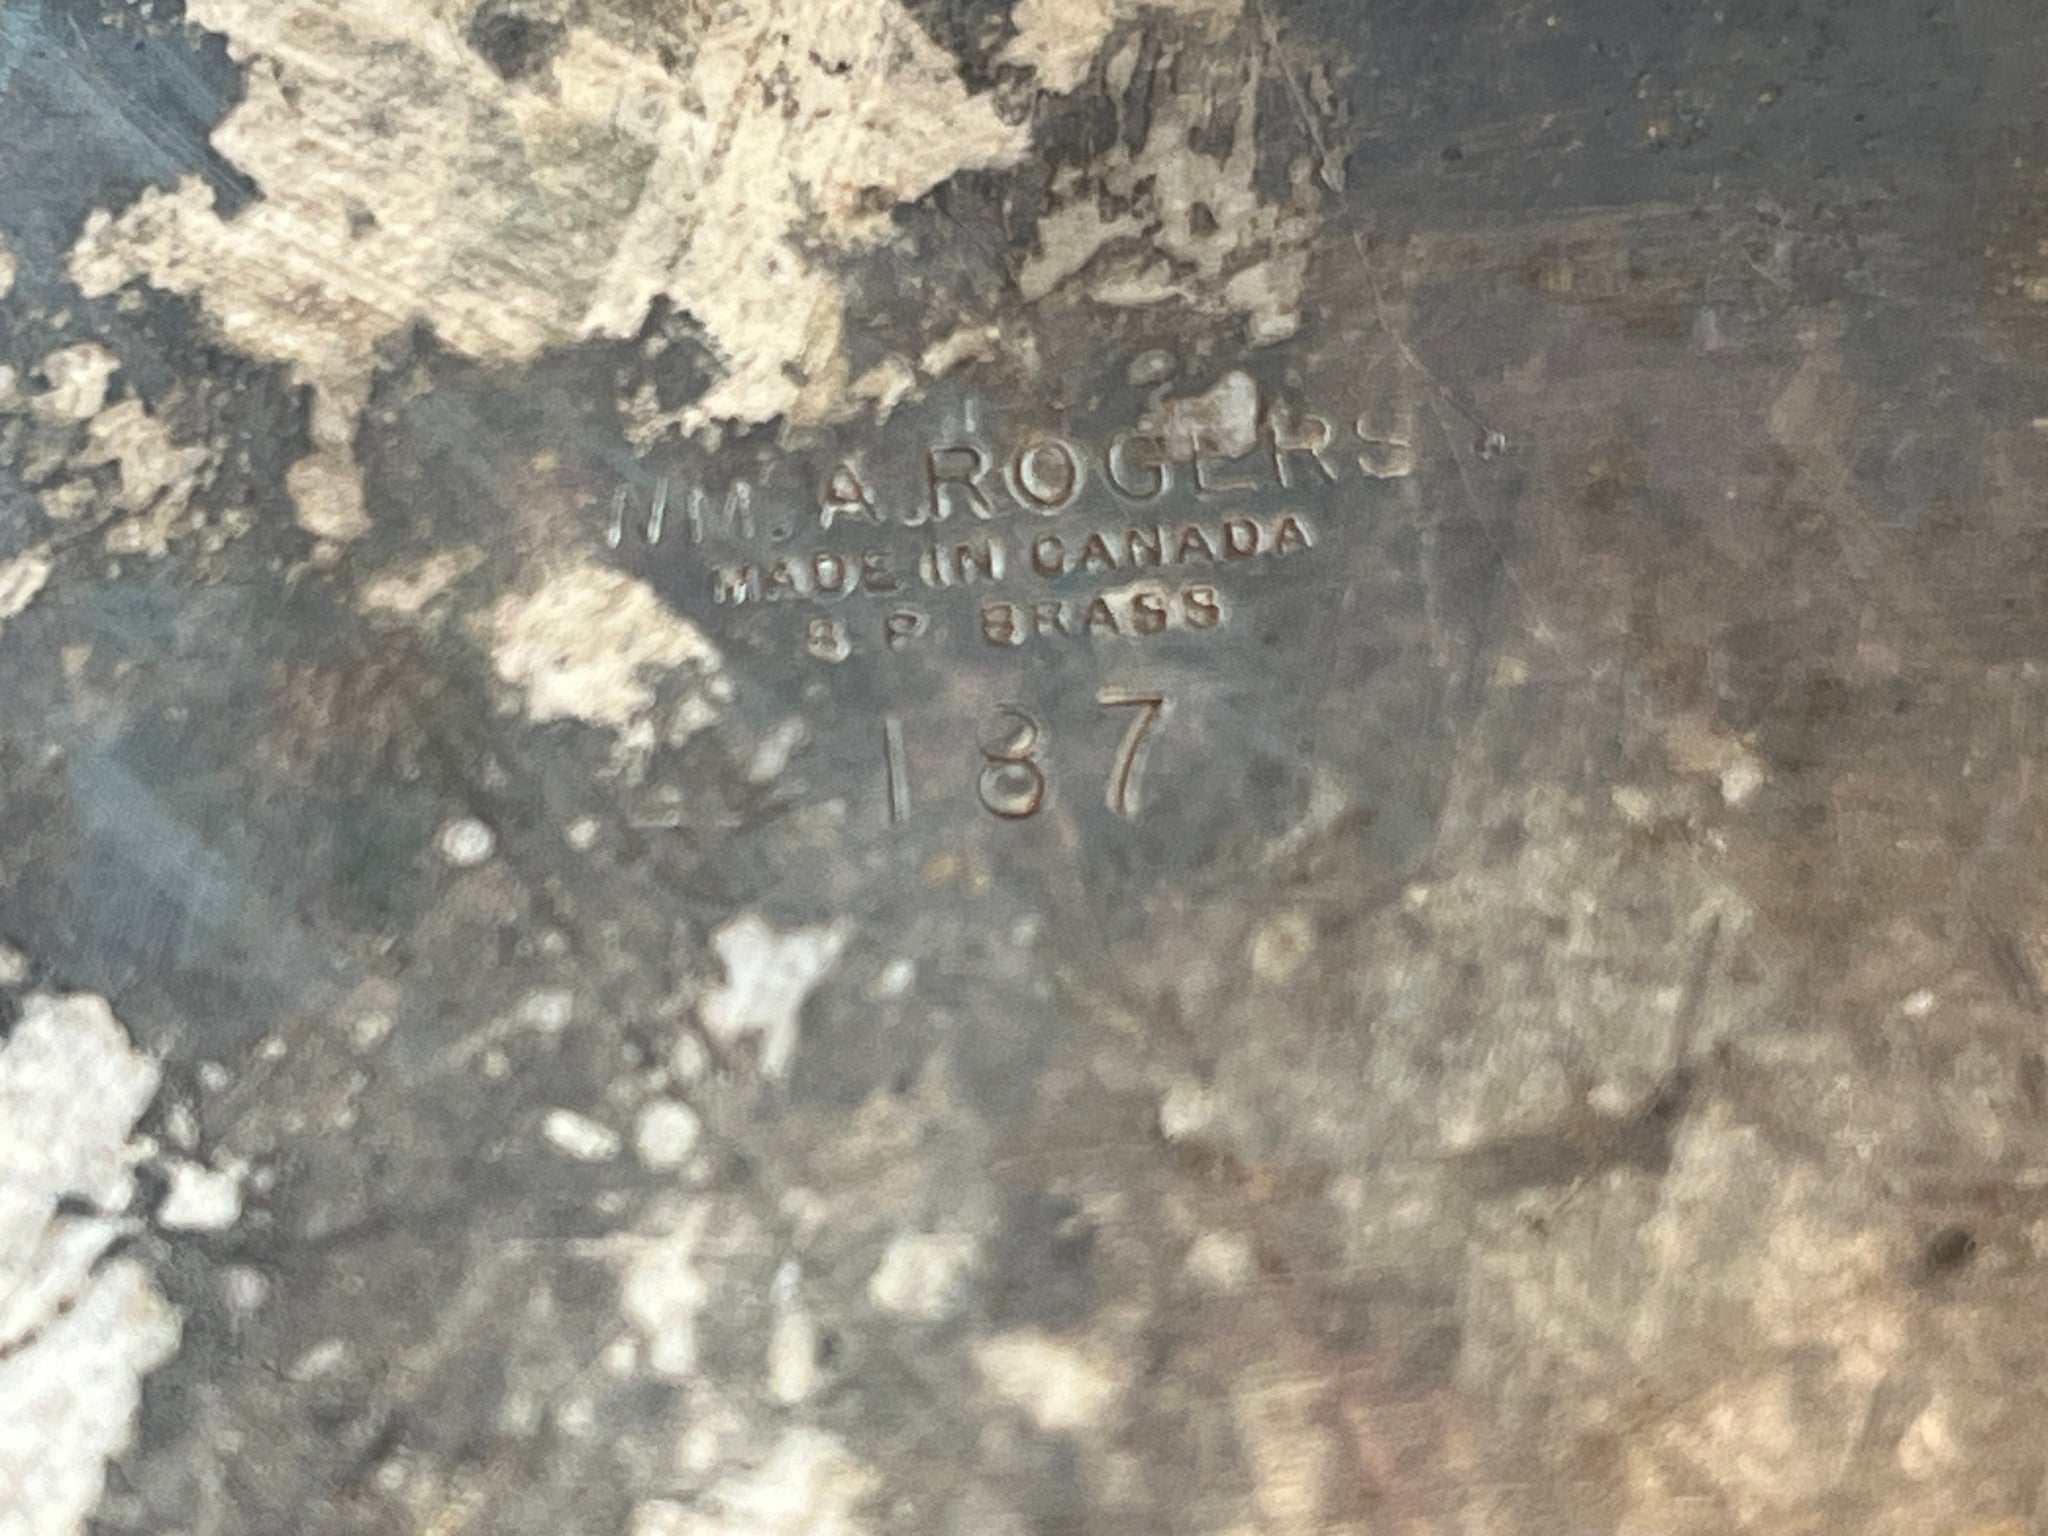 WM. A. ROGERS
MADE IN CANADA
S P BRASS
187